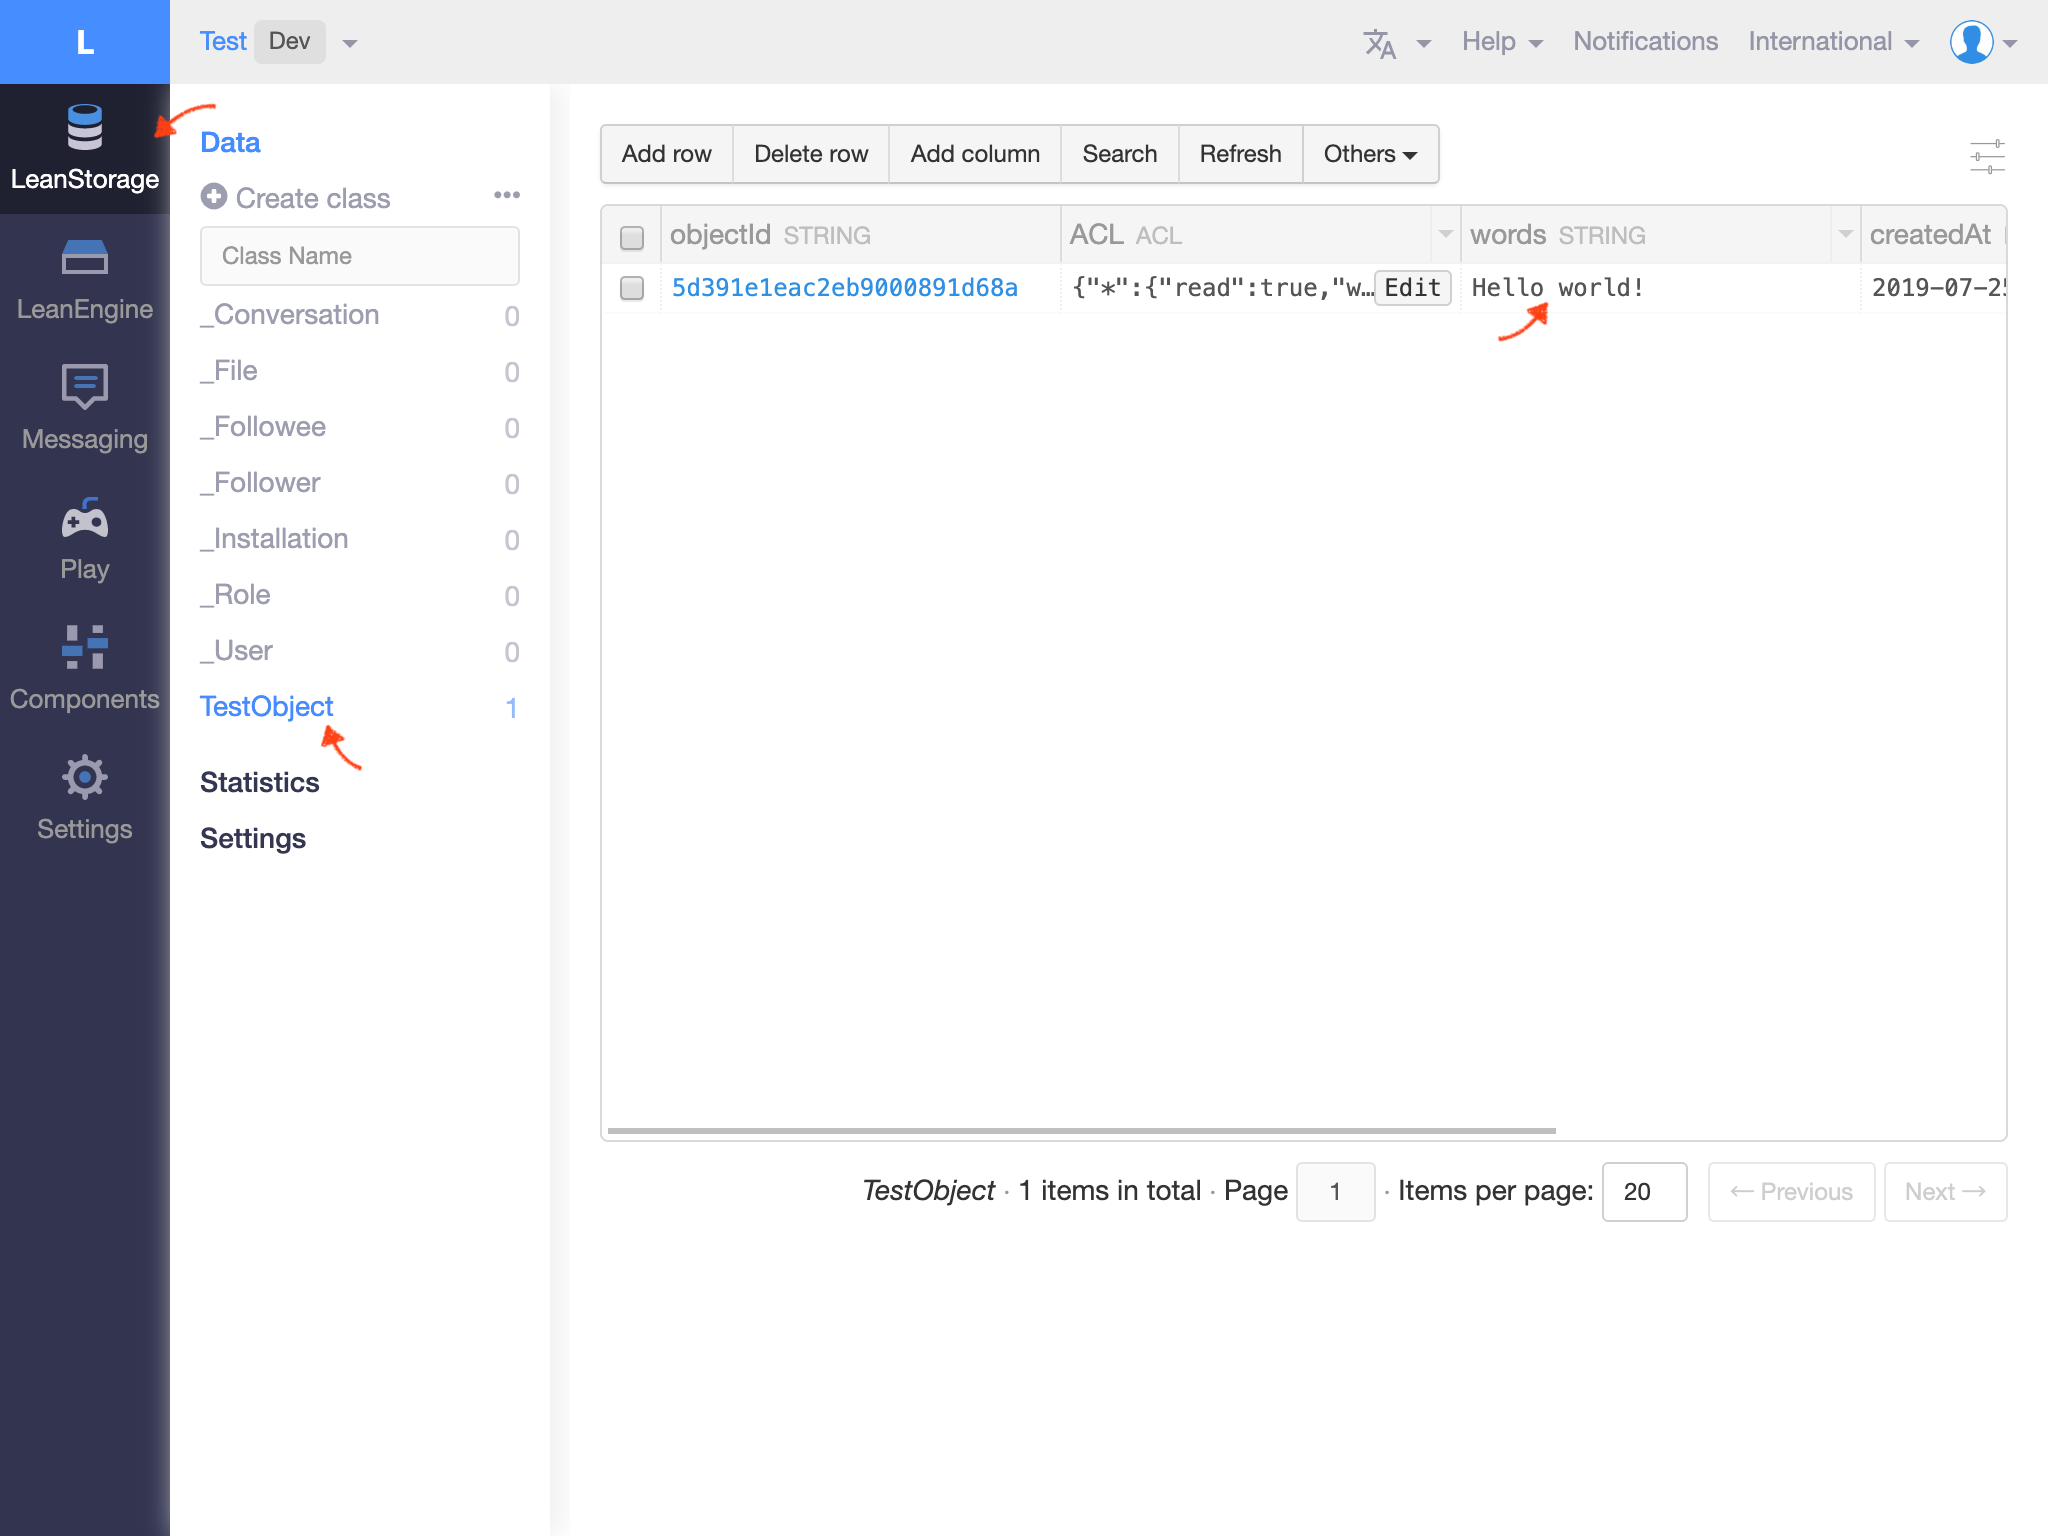 L
Test Dev
Help Notifications International
LeanStorage
LeanEngine
Messaging
Play
Components
Settings
Data
Create class
Class Name
_Conversation 0
_File 0
_Followee 0
_Follower 0
_Installation 0
_Role 0
_User 0
TestObject 1
Statistics
Settings
Add row Delete row Add column Search Refresh Others
objectId STRING ACL ACL words STRING createdAt
5d391e1eac2eb9000891d68a {"*":{"read":true,"w… Edit Hello world! 2019-07-25
TestObject · 1 items in total · Page 1 · Items per page: 20 ← Previous Next →